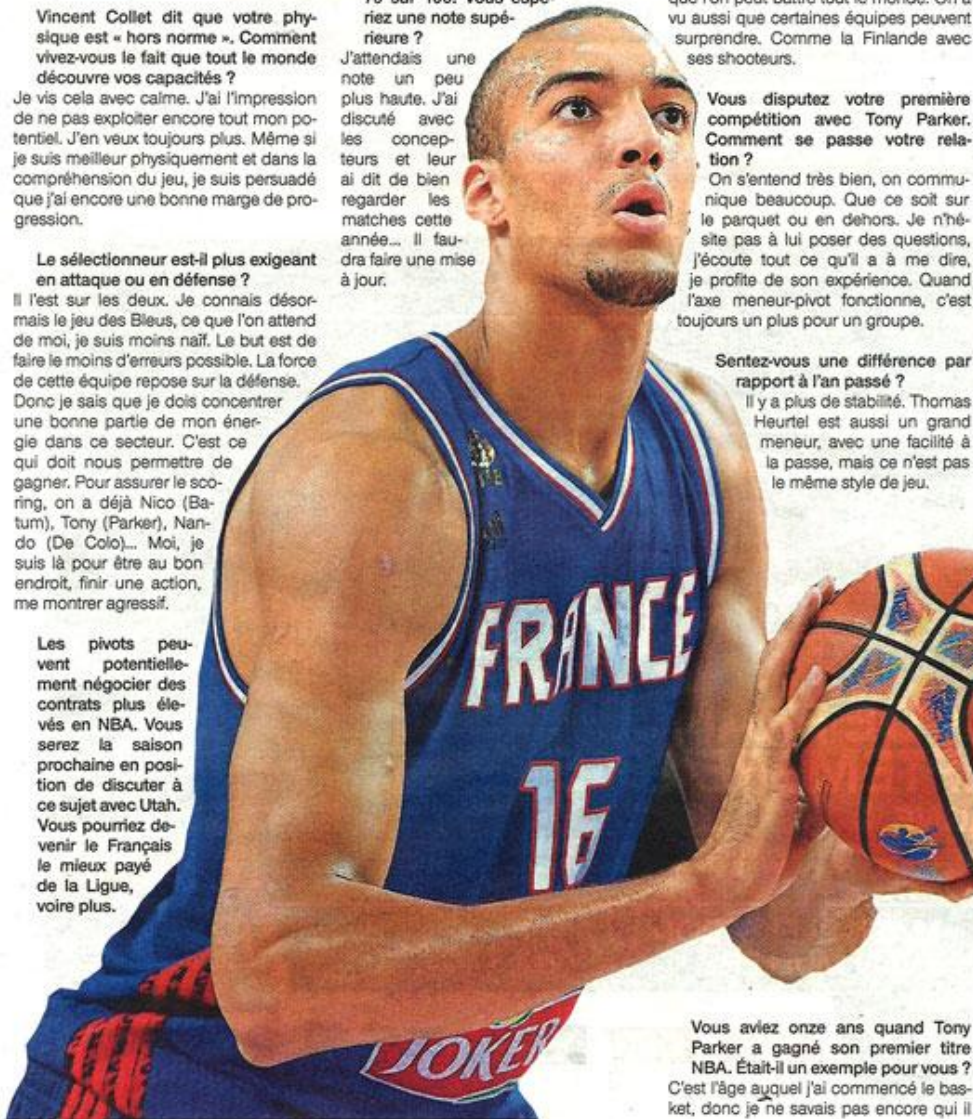 Vincent Collet dit que votre phy-
sique est « hors norme ». Comment
vivez-vous le fait que tout le monde
découvre vos capacités ?
Je vis cela avec calme. J'ai l'impression
de ne pas exploiter encore tout mon po-
tentiel. J'en veux toujours plus. Même si
je suis meilleur physiquement et dans la
compréhension du jeu, je suis persuadé
que j'ai encore une bonne marge de pro-
gression.
Le sélectionneur est-il plus exigeant
en attaque ou en défense ?
Il l'est sur les deux. Je connais désor-
mais le jeu des Bleus, ce que l'on attend
de moi, je suis moins naïf. Le but est de
faire le moins d'erreurs possible. La force
de cette équipe repose sur la défense.
Donc je sais que je dois concentrer
une bonne partie de mon éner-
gie dans ce secteur. C'est ce
qui doit nous permettre de
gagner. Pour assurer le sco-
ring, on a déjà Nico (Ba-
tum), Tony (Parker), Nan-
do (De Colo)... Moi, je
suis là pour être au bon
endroit, finir une action,
me montrer agressif.
Les pivots peu-
vent potentielle-
ment négocier des
contrats plus éle-
vés en NBA. Vous
serez la saison
prochaine en posi-
tion de discuter à
ce sujet avec Utah.
Vous pourriez de-
venir le Français
le mieux payé
de la Ligue,
voire plus.
riez une note supé-
rieure ?
J'attendais une
note un peu
plus haute. J'ai
discuté avec
les concep-
teurs et leur
ai dit de bien
regarder les
matches cette
année... Il fau-
dra faire une mise
à jour.
que l'on peut battre tout le monde. On a
vu aussi que certaines équipes peuvent
surprendre. Comme la Finlande avec
ses shooteurs.
Vous disputez votre première
compétition avec Tony Parker.
Comment se passe votre rela-
tion ?
On s'entend très bien, on commu-
nique beaucoup. Que ce soit sur
le parquet ou en dehors. Je n'hé-
site pas à lui poser des questions,
j'écoute tout ce qu'il a à me dire,
je profite de son expérience. Quand
l'axe meneur-pivot fonctionne, c'est
toujours un plus pour un groupe.
Sentez-vous une différence par
rapport à l'an passé ?
Il y a plus de stabilité. Thomas
Heurtel est aussi un grand
meneur, avec une facilité à
la passe, mais ce n'est pas
le même style de jeu.
FRANCE
16
JOKER
Vous aviez onze ans quand Tony
Parker a gagné son premier titre
NBA. Était-il un exemple pour vous ?
C'est l'âge auquel j'ai commencé le bas-
ket, donc je ne savais pas encore qui il